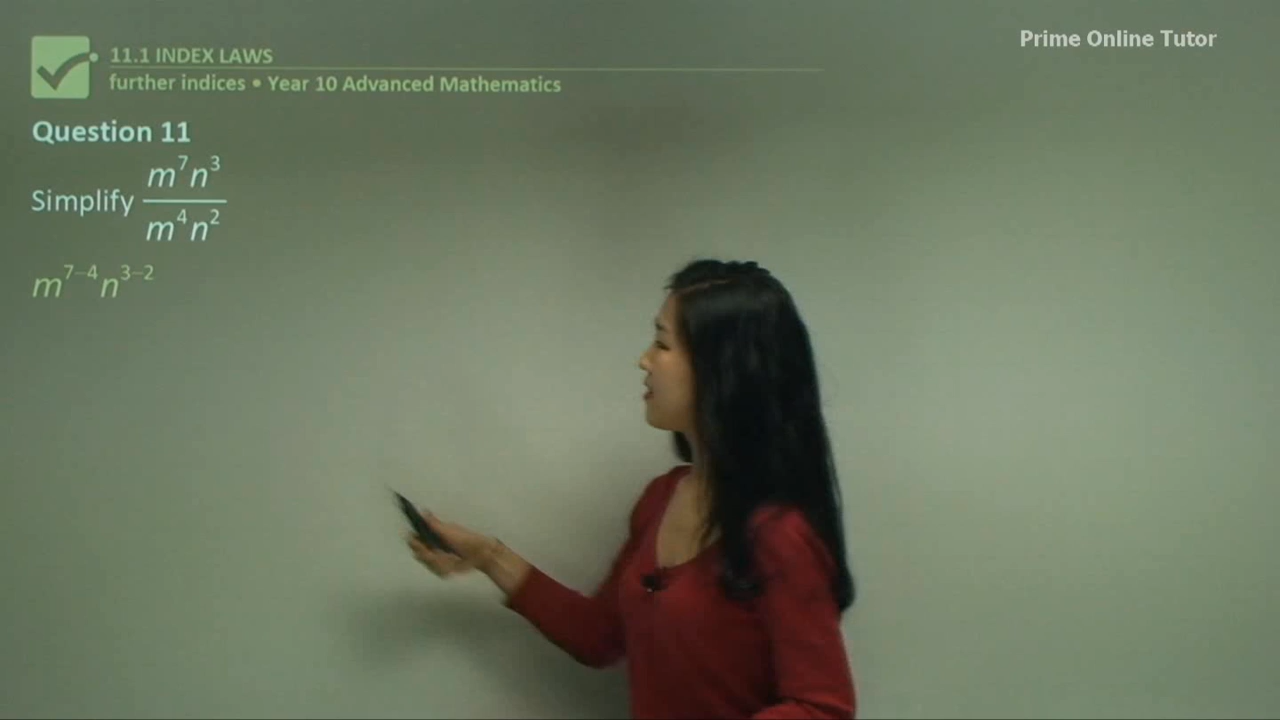 11.1 INDEX LAWS
Prime Online Tutor
further indices • Year 10 Advanced Mathematics
Question 11
Simplify m⁷n³/m⁴n²
m⁷⁻⁴n³⁻²